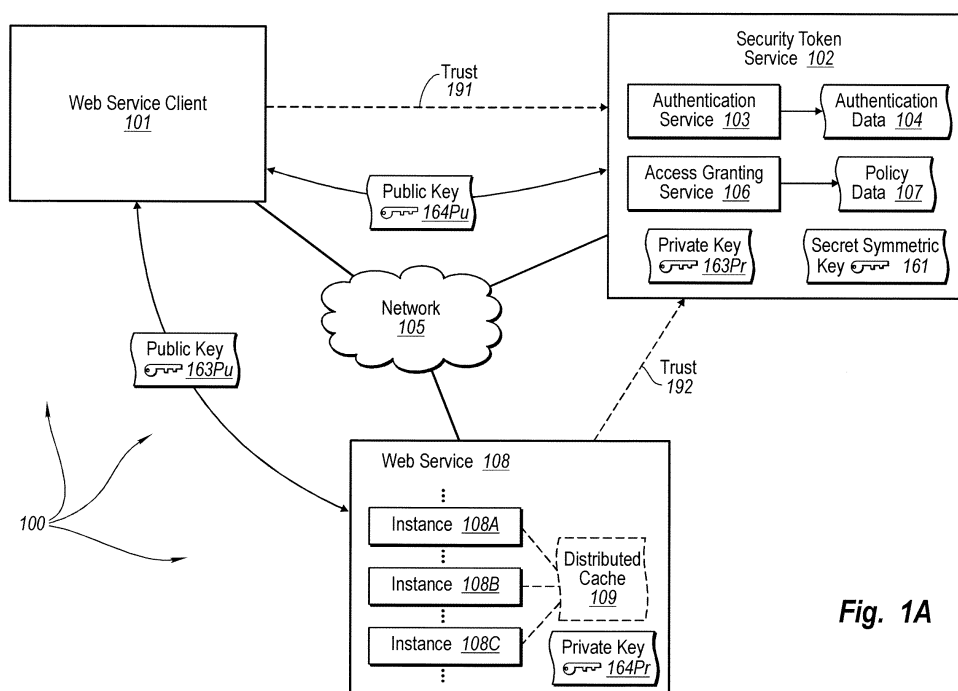 Web Service Client
101
Trust
191
Security Token
Service 102
Authentication
Service 103
Authentication
Data 104
Access Granting
Service 106
Policy
Data 107
Private Key
163Pr
Secret Symmetric
Key 161
Public Key
164Pu
Network
105
Public Key
163Pu
Trust
192
100
Web Service 108
Instance 108A
Instance 108B
Instance 108C
Distributed
Cache
109
Private Key
164Pr
Fig. 1A